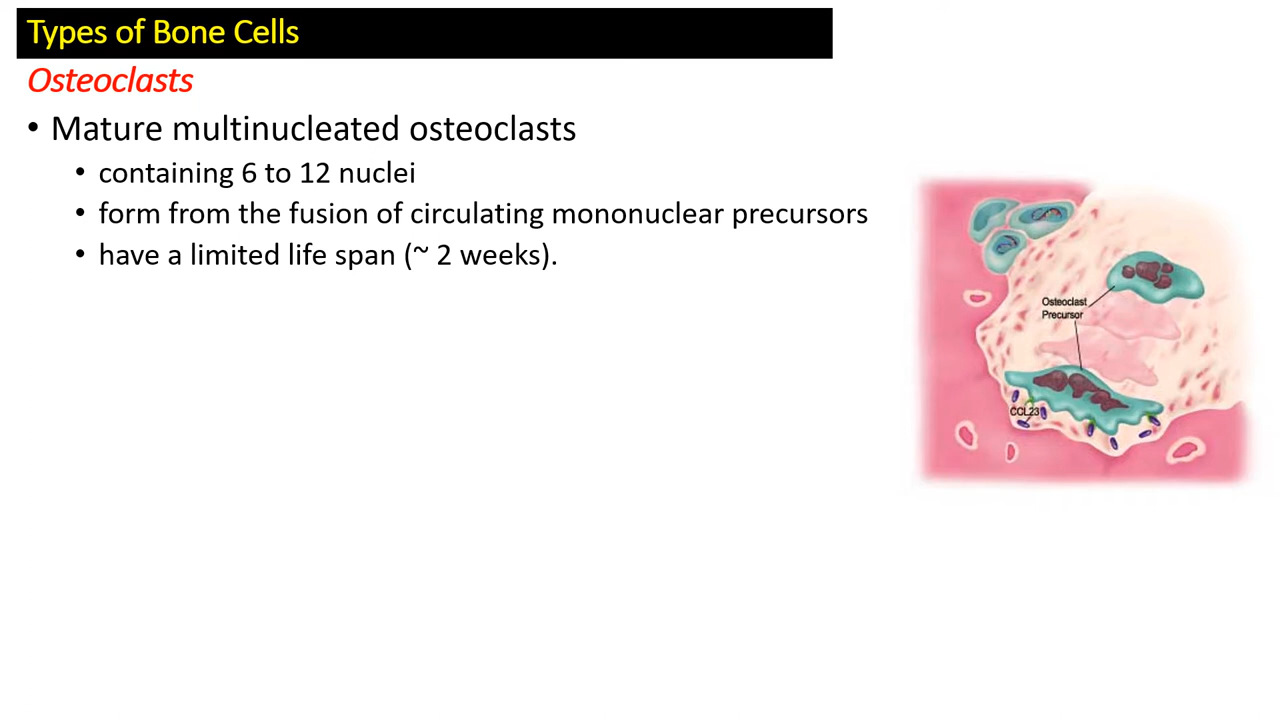 Types of Bone Cells
Osteoclasts
• Mature multinucleated osteoclasts
• containing 6 to 12 nuclei
• form from the fusion of circulating mononuclear precursors
• have a limited life span (~ 2 weeks).
Osteoclast
Precursor
CCL23